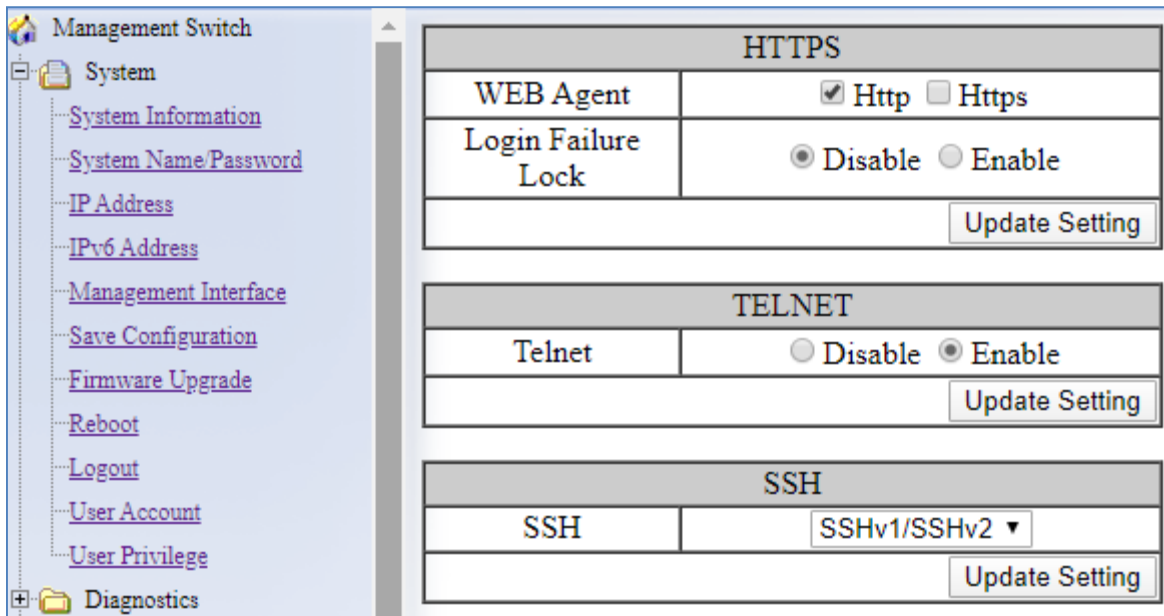 Management Switch
System
System Information
System Name/Password
IP Address
IPv6 Address
Management Interface
Save Configuration
Firmware Upgrade
Reboot
Logout
User Account
User Privilege
Diagnostics
HTTPS
WEB Agent Http Https
Login Failure
Lock
Disable Enable
Update Setting
TELNET
Telnet Disable Enable
Update Setting
SSH
SSH SSHv1/SSHv2
Update Setting